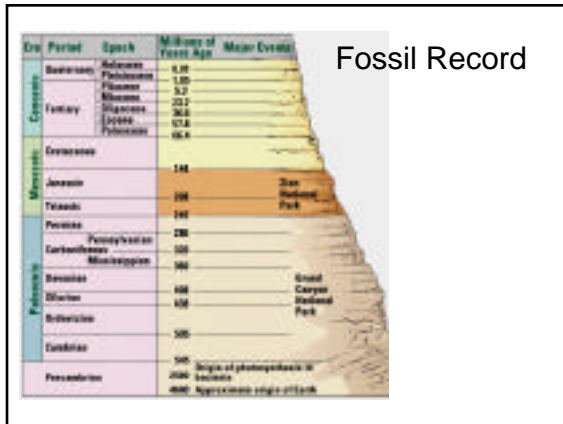 Fossil Record
Era Period Epoch Millions of Years Ago Major Events
Cenozoic
Quaternary
Holocene
Pleistocene
Tertiary
Pliocene
Miocene
Oligocene
Eocene
Paleocene
Mesozoic
Cretaceous
Jurassic
Triassic
Zion
National
Park
Paleozoic
Permian
Carboniferous
Pennsylvanian
Mississippian
Devonian
Silurian
Ordovician
Cambrian
Grand
Canyon
National
Park
Precambrian
Origin of photosynthesis in
bacteria
Approximate origin of Earth